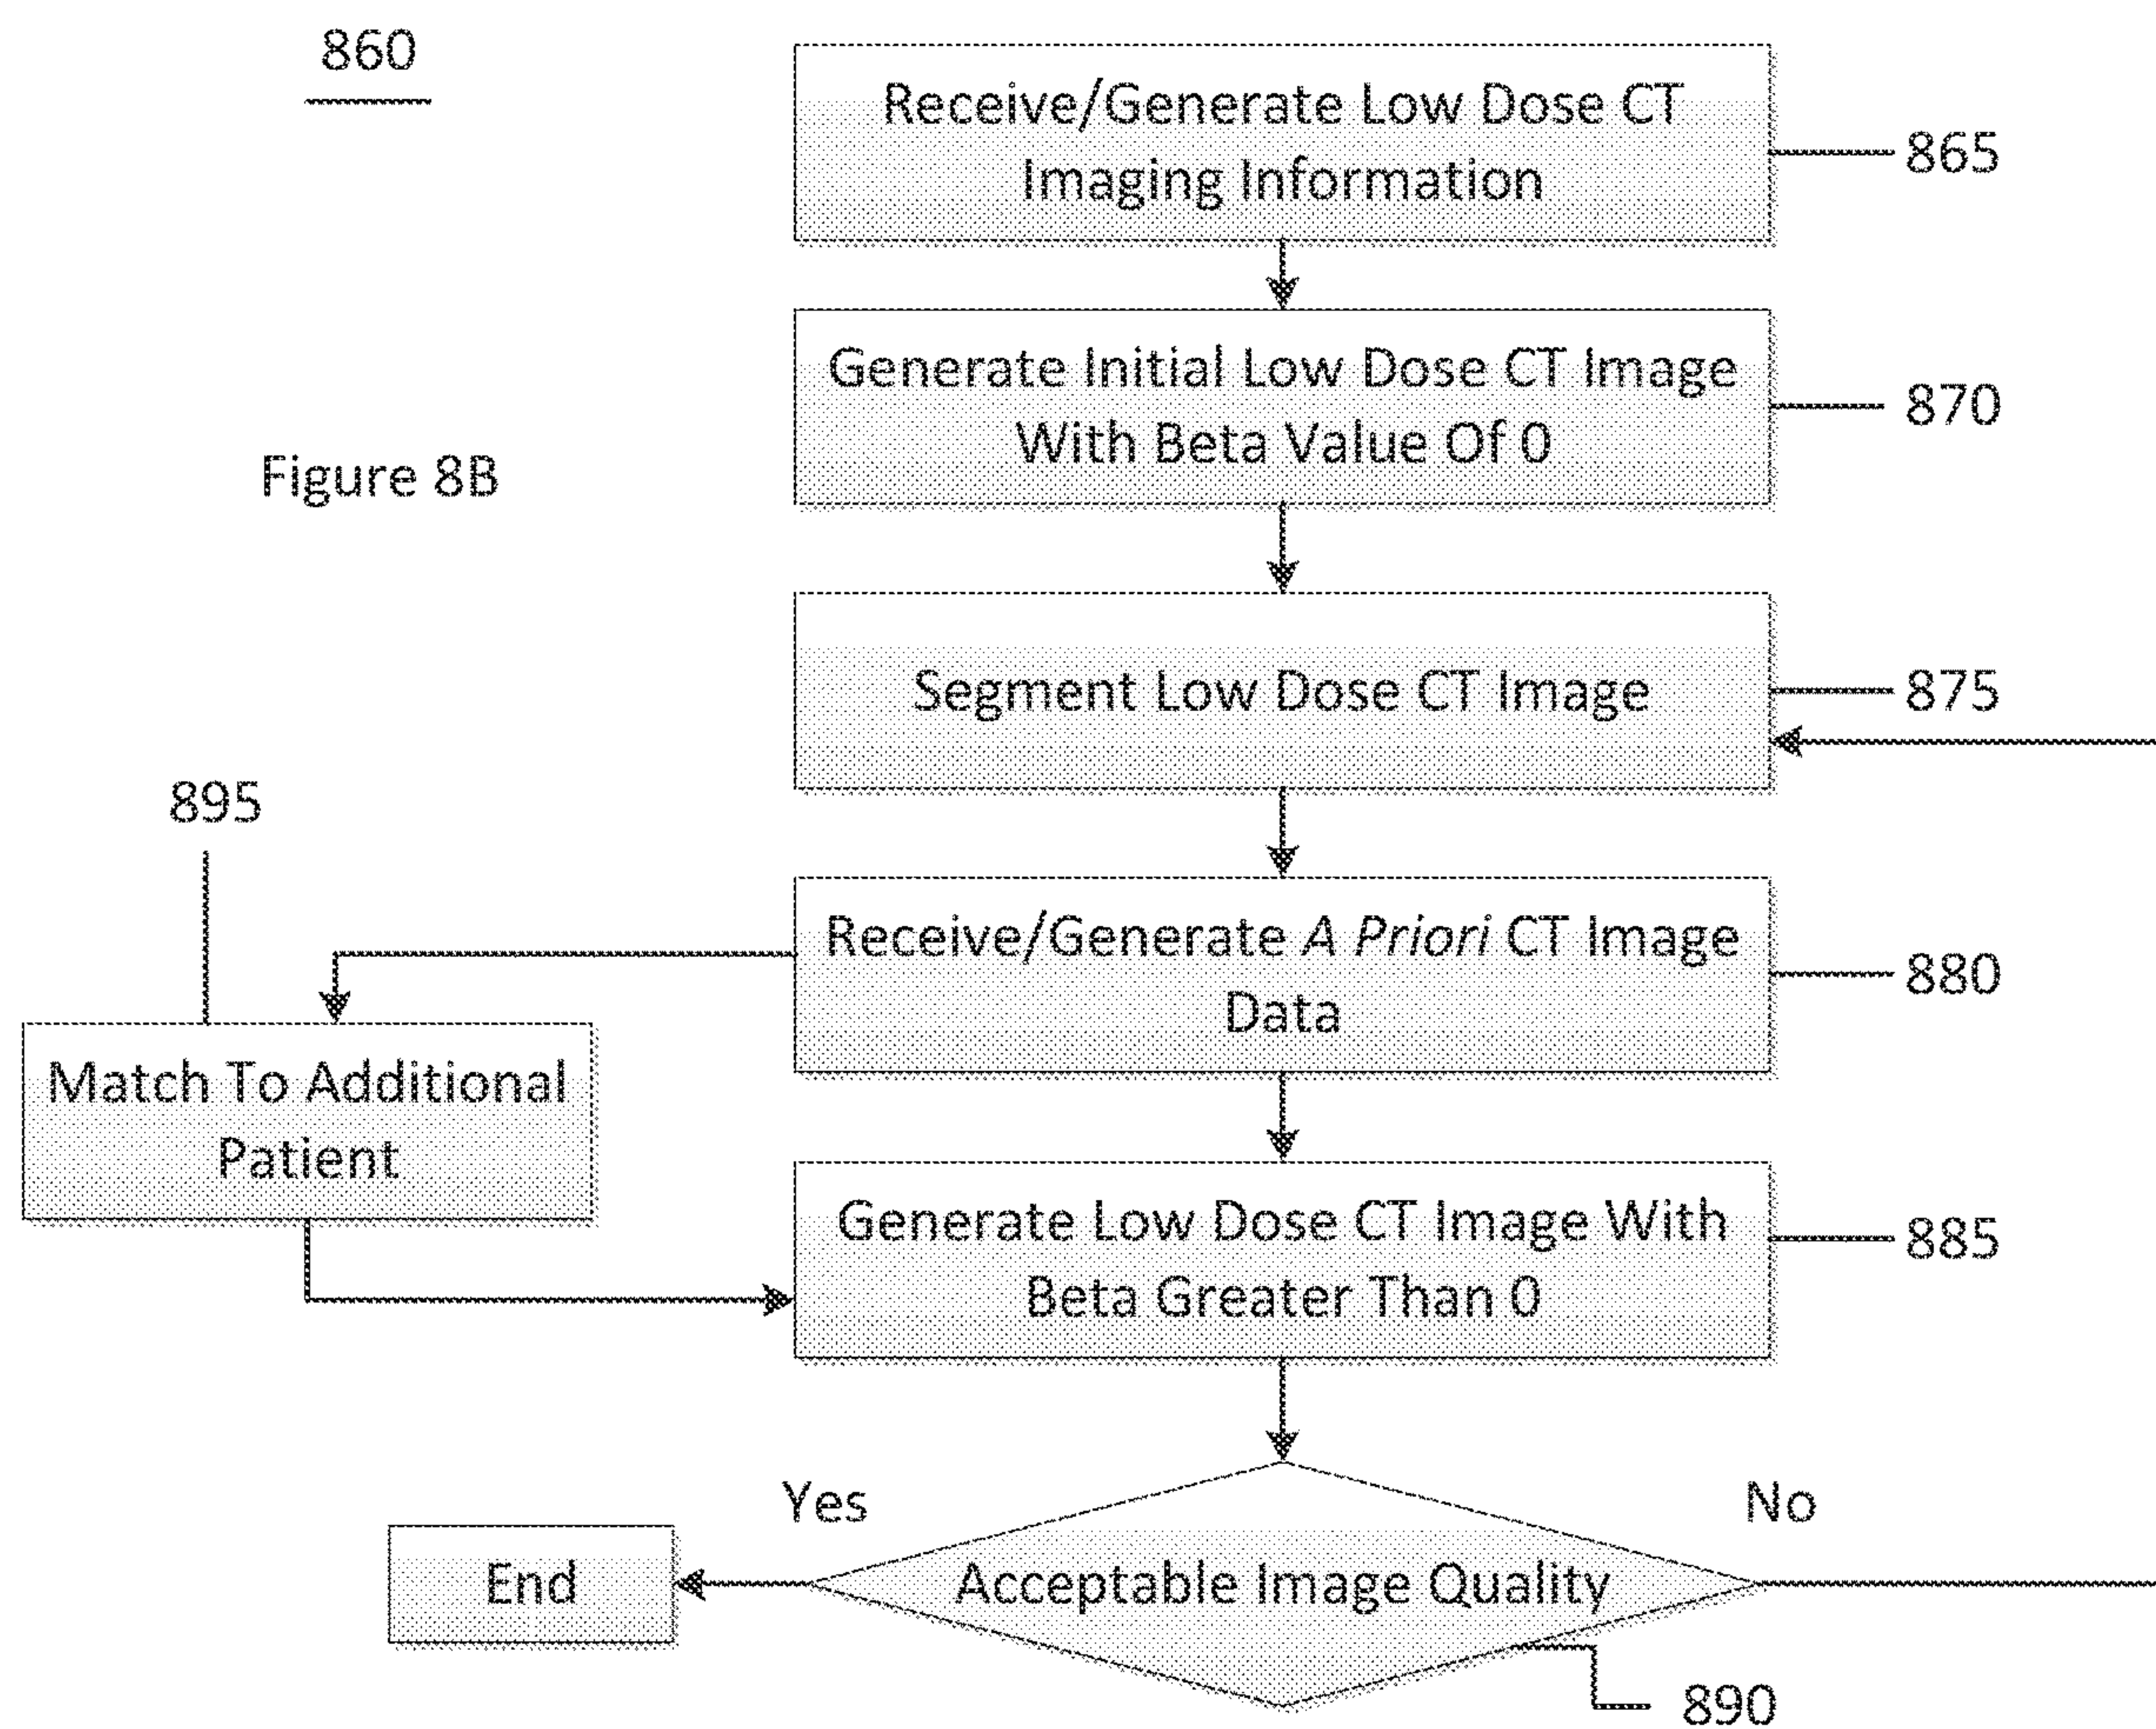 860
Receive/Generate Low Dose CT
Imaging Information
865
Generate Initial Low Dose CT Image
With Beta Value Of 0
870
Figure 8B
Segment Low Dose CT Image
875
895
Receive/Generate A Priori CT Image
Data
880
Match To Additional
Patient
Generate Low Dose CT Image With
Beta Greater Than 0
885
Yes
No
End
Acceptable Image Quality
890